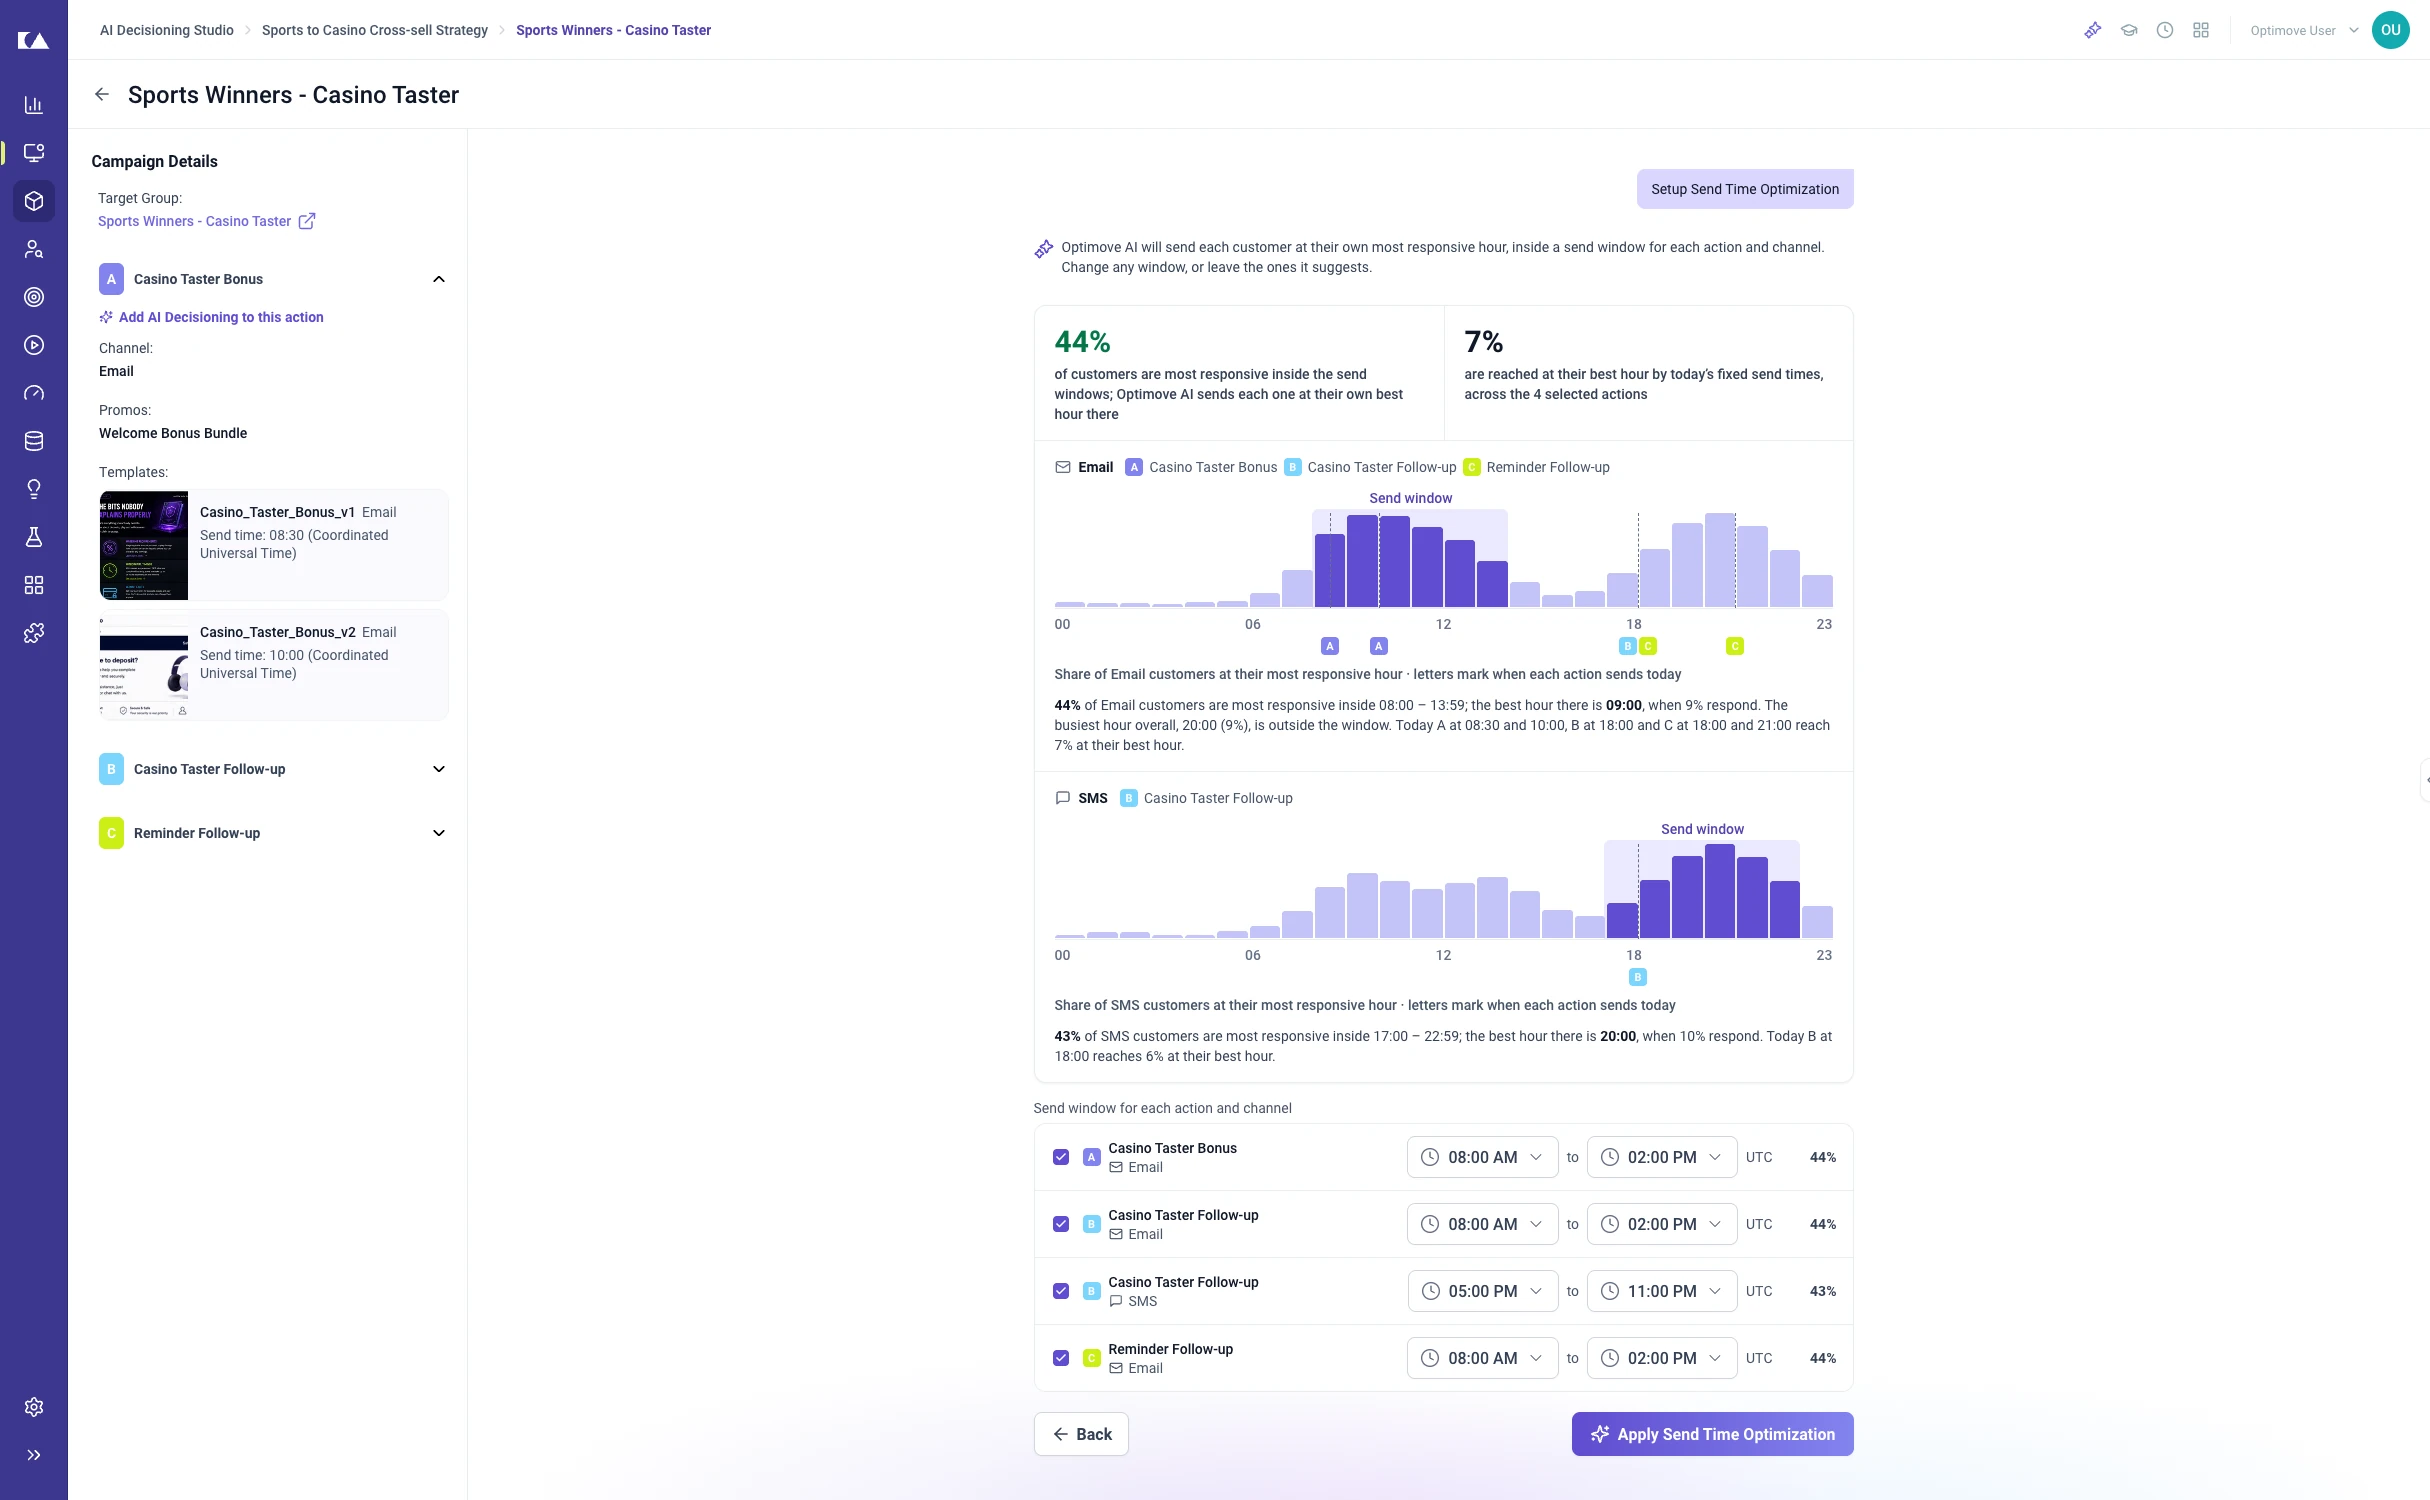 AI Decisioning Studio
Sports to Casino Cross-sell Strategy
Sports Winners - Casino Taster
Optimove User
OU
Sports Winners - Casino Taster
Campaign Details
Target Group:
Sports Winners - Casino Taster
A Casino Taster Bonus
Add AI Decisioning to this action
Channel:
Email
Promos:
Welcome Bonus Bundle
Templates:
HE BITS NOBODY
PLAINS PROPERLY
Casino_Taster_Bonus_v1 Email
Send time: 08:30 (Coordinated
Universal Time)
e to deposit?
Casino_Taster_Bonus_v2 Email
Send time: 10:00 (Coordinated
Universal Time)
B Casino Taster Follow-up
C Reminder Follow-up
Setup Send Time Optimization
Optimove AI will send each customer at their own most responsive hour, inside a send window for each action and channel.
Change any window, or leave the ones it suggests.
44%
of customers are most responsive inside the send
windows; Optimove AI sends each one at their own best
hour there
7%
are reached at their best hour by today's fixed send times,
across the 4 selected actions
Email A Casino Taster Bonus B Casino Taster Follow-up C Reminder Follow-up
Send window
00 06 12 18 23
A A B C C
Share of Email customers at their most responsive hour · letters mark when each action sends today
44% of Email customers are most responsive inside 08:00 – 13:59; the best hour there is 09:00, when 9% respond. The
busiest hour overall, 20:00 (9%), is outside the window. Today A at 08:30 and 10:00, B at 18:00 and C at 18:00 and 21:00 reach
7% at their best hour.
SMS B Casino Taster Follow-up
Send window
00 06 12 18 23
B
Share of SMS customers at their most responsive hour · letters mark when each action sends today
43% of SMS customers are most responsive inside 17:00 – 22:59; the best hour there is 20:00, when 10% respond. Today B at
18:00 reaches 6% at their best hour.
Send window for each action and channel
A Casino Taster Bonus
Email
08:00 AM to 02:00 PM UTC 44%
B Casino Taster Follow-up
Email
08:00 AM to 02:00 PM UTC 44%
B Casino Taster Follow-up
SMS
05:00 PM to 11:00 PM UTC 43%
C Reminder Follow-up
Email
08:00 AM to 02:00 PM UTC 44%
Back
Apply Send Time Optimization